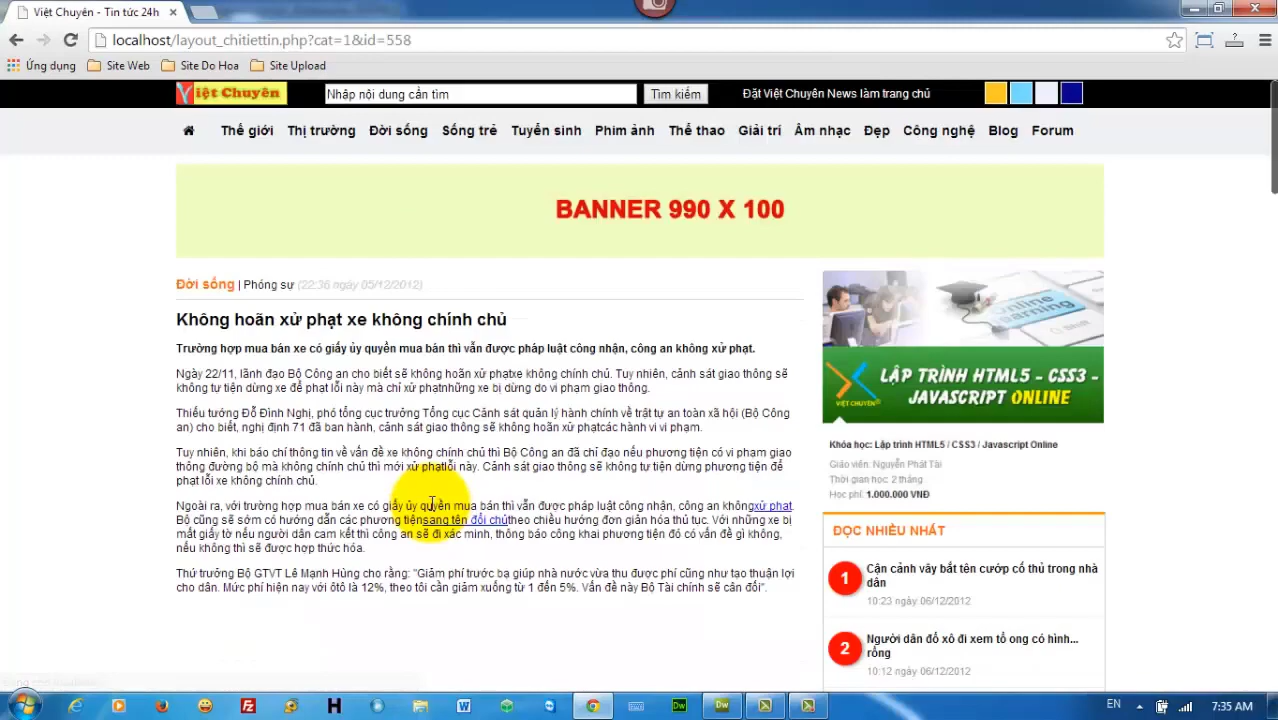 Việt Chuyên - Tin tức 24h
localhost/layout_chitiettin.php?cat=1&id=558
Ứng dụng Site Web Site Do Hoa Site Upload
Việt Chuyên Nhập nội dung cần tìm Tìm kiếm Đặt Việt Chuyên News làm trang chủ
Thế giới Thị trường Đời sống Sống trẻ Tuyển sinh Phim ảnh Thể thao Giải trí Âm nhạc Đẹp Công nghệ Blog Forum
BANNER 990 X 100
Đời sống | Phóng sự (22:36 ngày 05/12/2012)
Không hoãn xử phạt xe không chính chủ
Trường hợp mua bán xe có giấy ủy quyền mua bán thì vẫn được pháp luật công nhận, công an không xử phạt.
Ngày 22/11, lãnh đạo Bộ Công an cho biết sẽ không hoãn xử phạtxe không chính chủ. Tuy nhiên, cảnh sát giao thông sẽ
không tự tiện dừng xe để phạt lỗi này mà chỉ xử phạtnhững xe bị dừng do vi phạm giao thông.
Thiếu tướng Đỗ Đình Nghị, phó tổng cục trưởng Tổng cục Cảnh sát quản lý hành chính về trật tự an toàn xã hội (Bộ Công
an) cho biết, nghị định 71 đã ban hành, cảnh sát giao thông sẽ không hoãn xử phạtcác hành vi vi phạm.
Tuy nhiên, khi báo chí thông tin về vấn đề xe không chính chủ thì Bộ Công an đã chỉ đạo nếu phương tiện có vi phạm giao
thông đường bộ mà không chính chủ thì mới xử phạtlỗi này. Cảnh sát giao thông sẽ không tự tiện dừng phương tiện để
phạt lỗi xe không chính chủ.
Ngoài ra, với trường hợp mua bán xe có giấy ủy quyền mua bán thì vẫn được pháp luật công nhận, công an khôngxử phạt.
Bộ cũng sẽ sớm có hướng dẫn các phương tiệnsang tên đổi chủtheo chiều hướng đơn giản hóa thủ tục. Với những xe bị
mất giấy tờ nếu người dân cam kết thì công an sẽ đi xác minh, thông báo công khai phương tiện đó có vấn đề gì không,
nếu không thì sẽ được hợp thức hóa.
Thứ trưởng Bộ GTVT Lê Mạnh Hùng cho rằng: “Giảm phí trước bạ giúp nhà nước vừa thu được phí cũng như tạo thuận lợi
cho dân. Mức phí hiện nay với ôtô là 12%, theo tôi cần giảm xuống từ 1 đến 5%. Vấn đề này Bộ Tài chính sẽ cân đối”.
Online Learning
Shift
VIỆT CHUYÊN
LẬP TRÌNH HTML5 - CSS3 -
JAVASCRIPT ONLINE
Khóa học: Lập trình HTML5 / CSS3 / Javascript Online
Giáo viên: Nguyễn Phát Tài
Thời gian học: 2 tháng
Học phí: 1.000.000 VNĐ
ĐỌC NHIỀU NHẤT
1 Cận cảnh vây bắt tên cướp cố thủ trong nhà
dân
10:23 ngày 06/12/2012
2 Người dân đổ xô đi xem tổ ong có hình...
rồng
10:12 ngày 06/12/2012
EN 7:35 AM